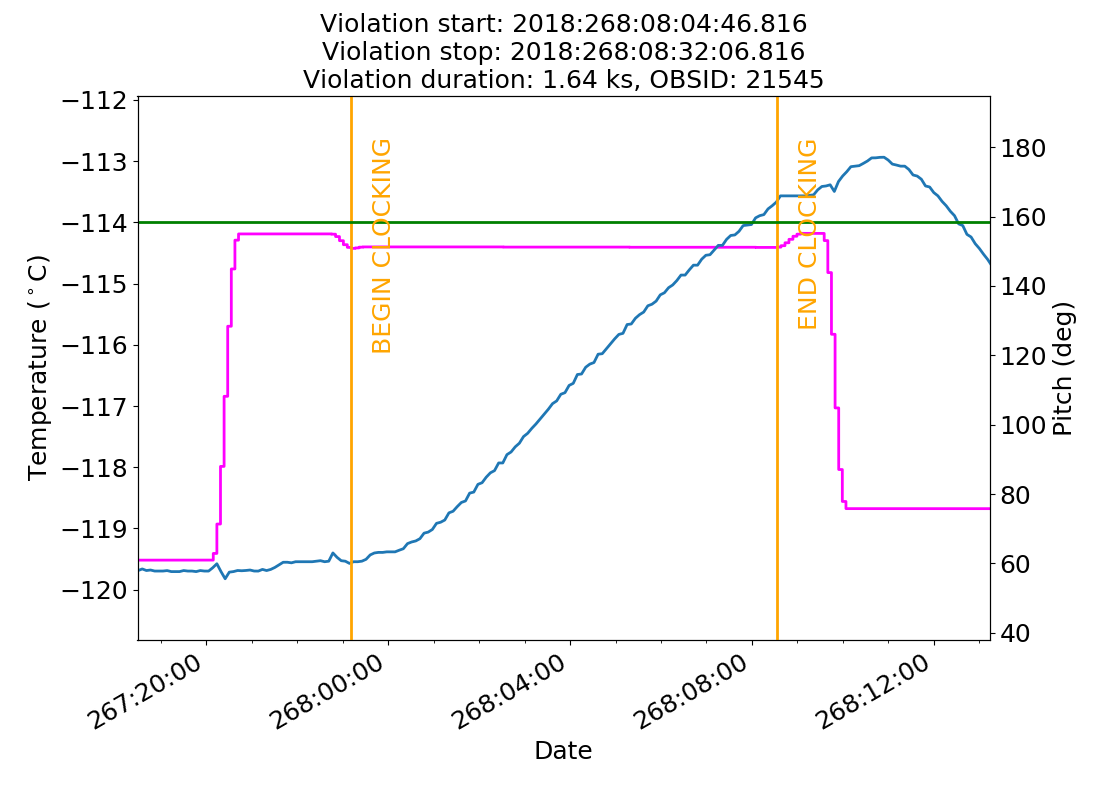 Violation start: 2018:268:08:04:46.816
Violation stop: 2018:268:08:32:06.816
Violation duration: 1.64 ks, OBSID: 21545
−112
−113
−114
−115
−116
−117
−118
−119
−120
Temperature (°C)
BEGIN CLOCKING
END CLOCKING
180
160
140
120
100
80
60
40
Pitch (deg)
267:20:00
268:00:00
268:04:00
268:08:00
268:12:00
Date